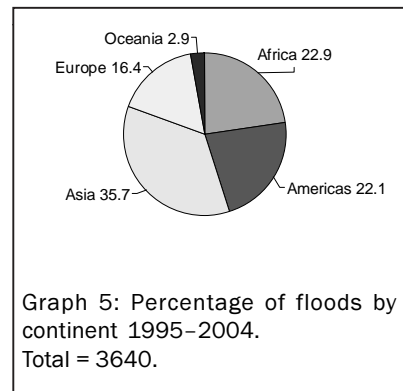 Oceania 2.9
Africa 22.9
Europe 16.4
Asia 35.7
Americas 22.1
Graph 5: Percentage of floods by
continent 1995–2004.
Total = 3640.